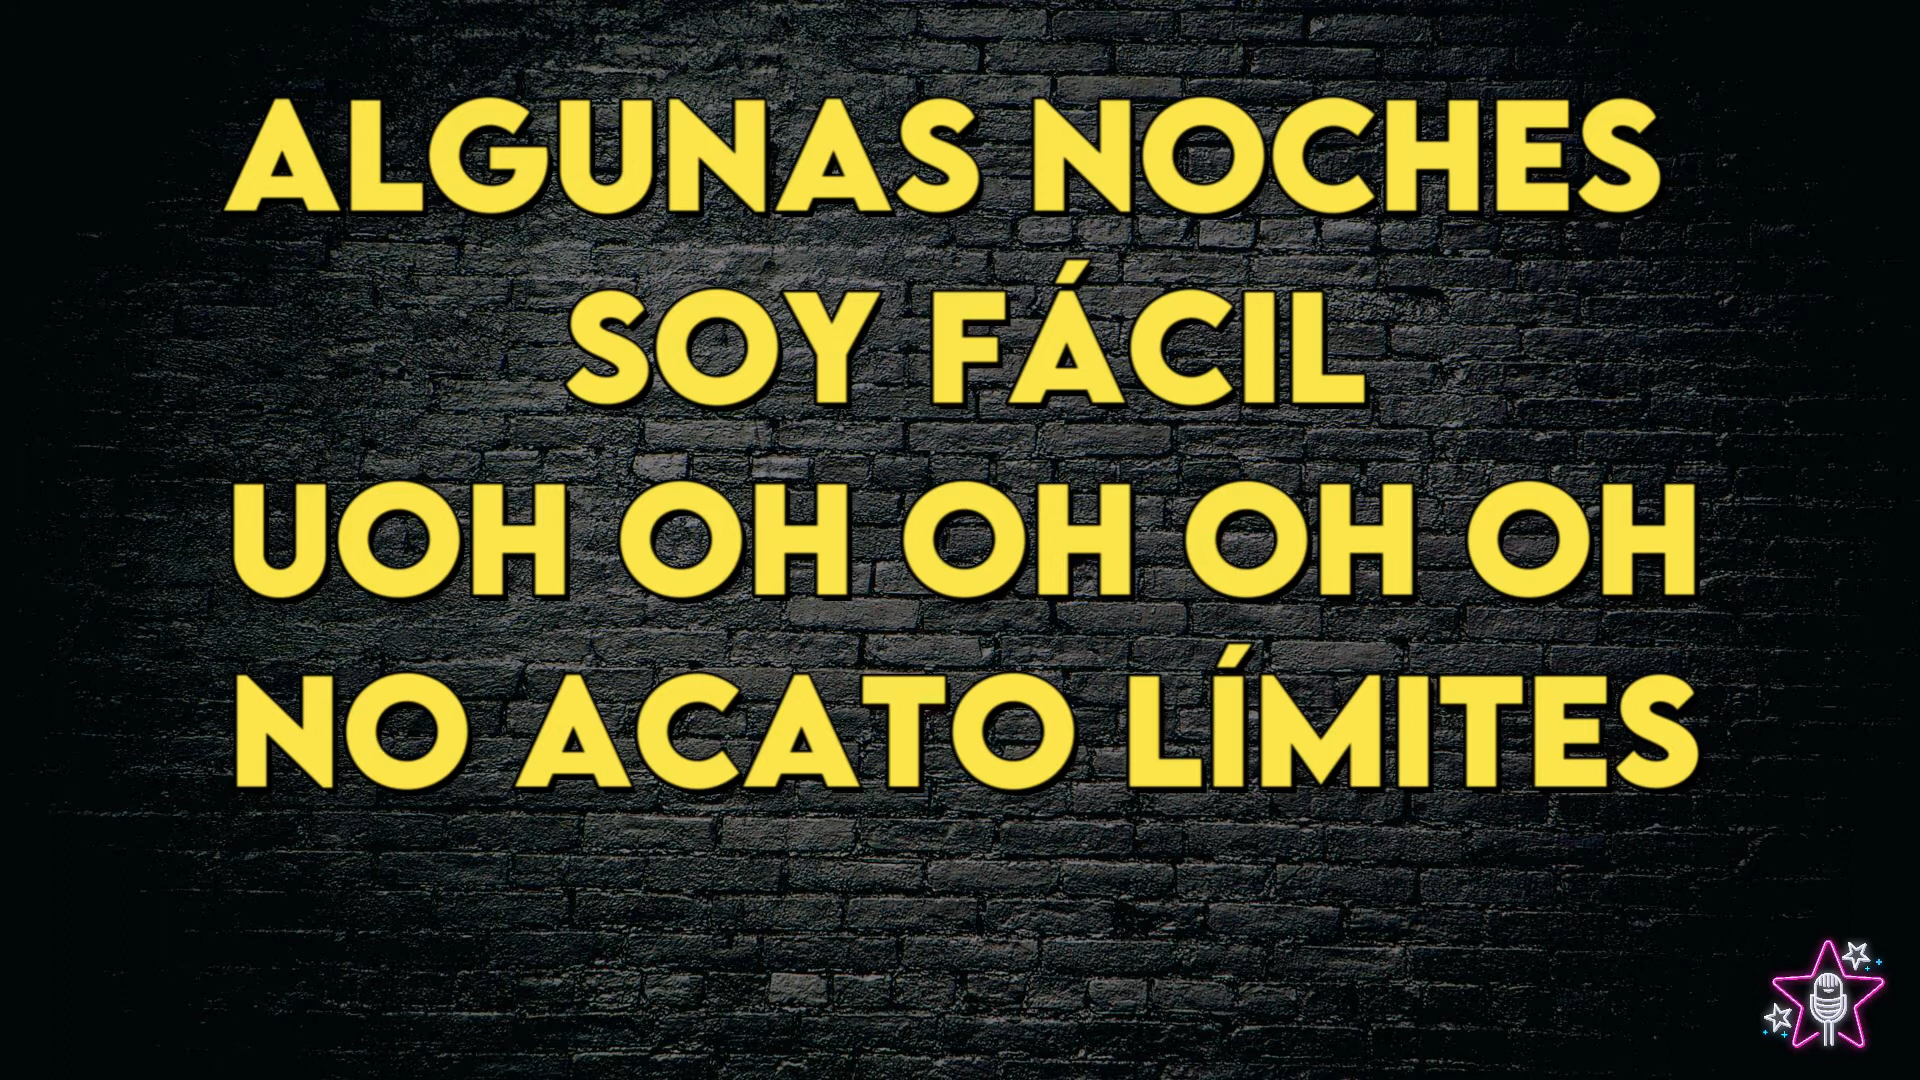 ALGUNAS NOCHES
SOY FÁCIL
UOH OH OH OH OH
NO ACATO LÍMITES